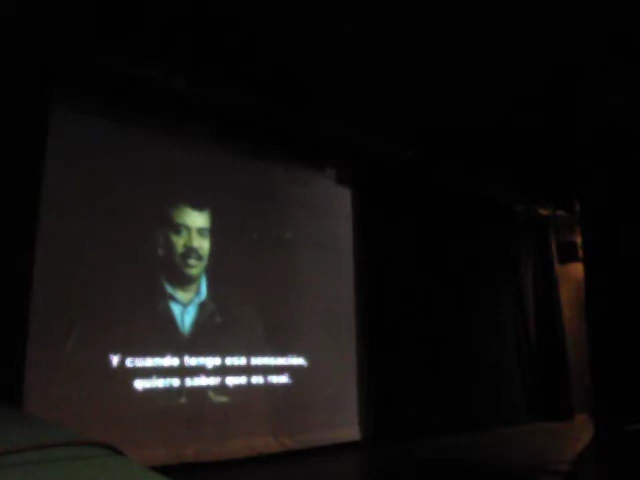 Y cuando tengo esa sensación,
quiero saber que es real.